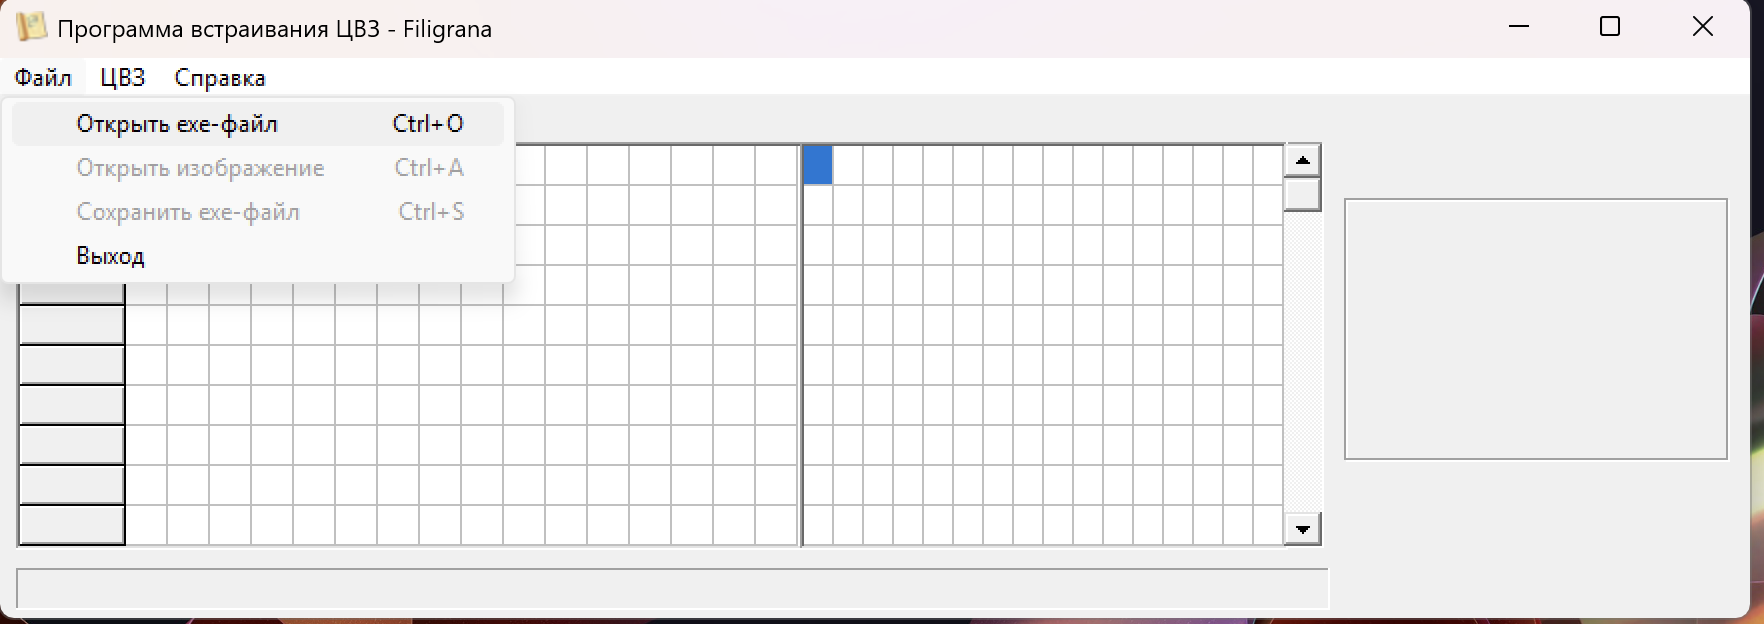 Программа встраивания ЦВЗ - Filigrana
Файл ЦВЗ Справка
Открыть exe-файл Ctrl+O
Открыть изображение Ctrl+A
Сохранить exe-файл Ctrl+S
Выход